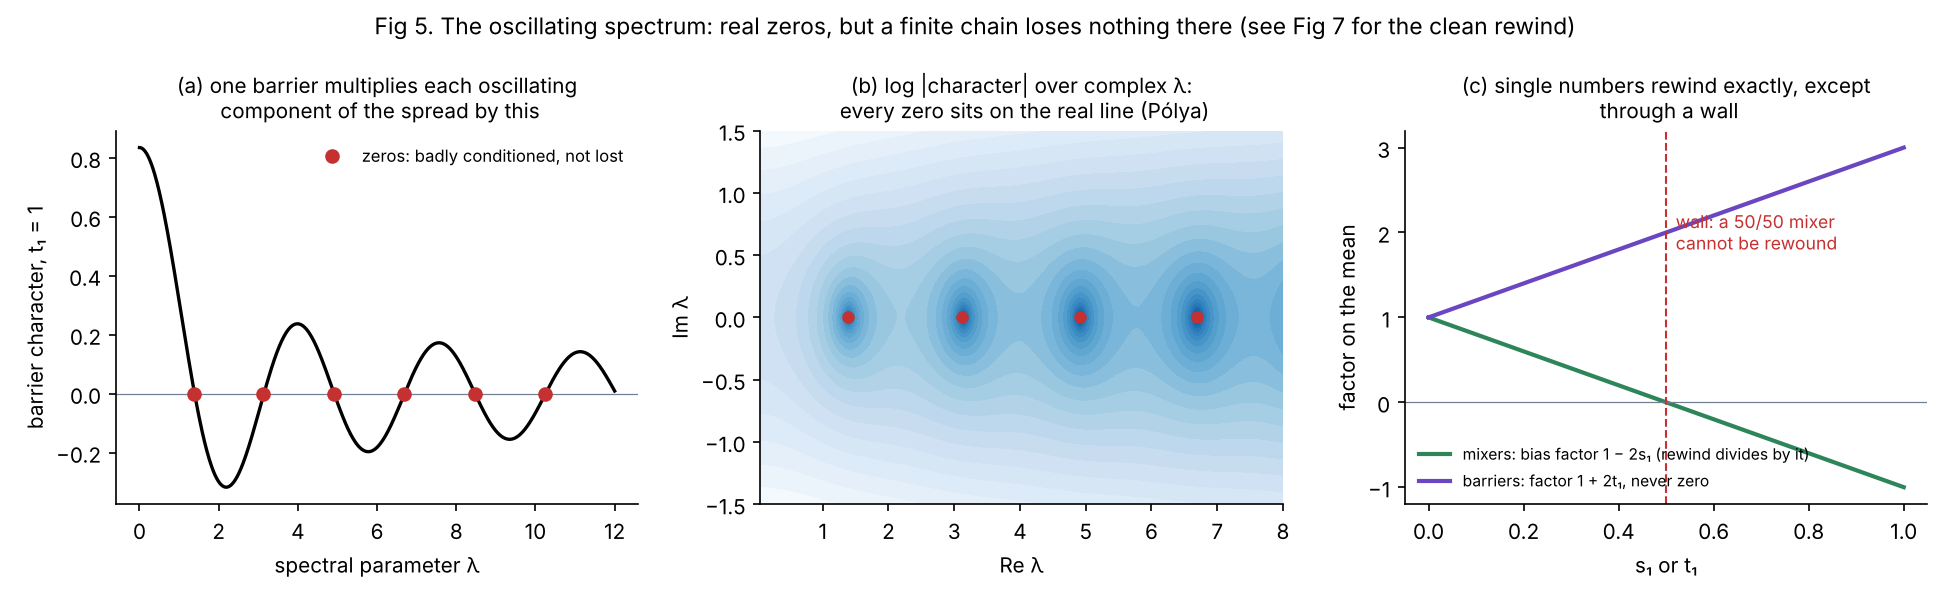 Fig 5. The oscillating spectrum: real zeros, but a finite chain loses nothing there (see Fig 7 for the clean rewind)
(a) one barrier multiplies each oscillating
component of the spread by this
barrier character, t₁ = 1
0.8
0.6
0.4
0.2
0.0
−0.2
zeros: badly conditioned, not lost
0 2 4 6 8 10 12
spectral parameter λ
(b) log |character| over complex λ:
every zero sits on the real line (Pólya)
Im λ
1.5
1.0
0.5
0.0
−0.5
−1.0
−1.5
1 2 3 4 5 6 7 8
Re λ
(c) single numbers rewind exactly, except
through a wall
factor on the mean
3
2
1
0
−1
wall: a 50/50 mixer
cannot be rewound
mixers: bias factor 1 − 2s₁ (rewind divides by it)
barriers: factor 1 + 2t₁, never zero
0.0 0.2 0.4 0.6 0.8 1.0
s₁ or t₁